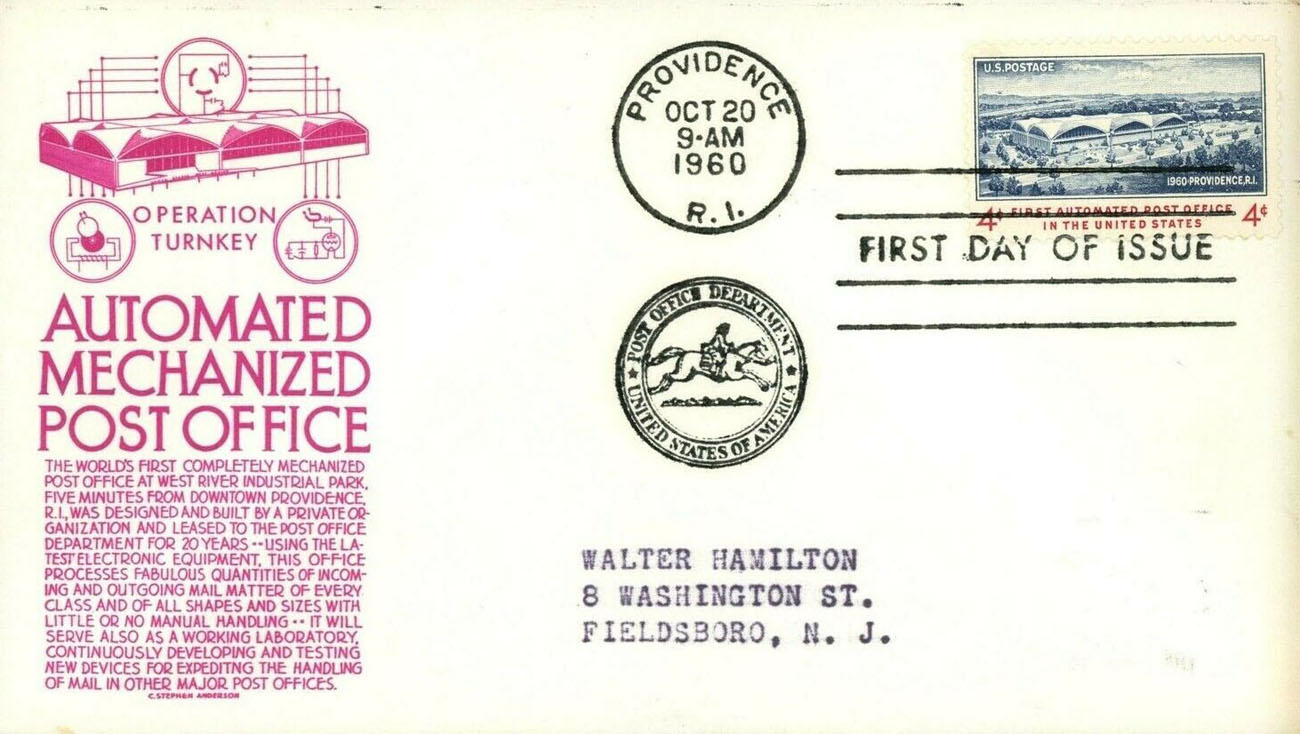 OPERATION
TURNKEY
AUTOMATED
MECHANIZED
POST OFFICE
THE WORLD'S FIRST COMPLETELY MECHANIZED
POST OFFICE AT WEST RIVER INDUSTRIAL PARK,
FIVE MINUTES FROM DOWNTOWN PROVIDENCE,
R.I., WAS DESIGNED AND BUILT BY A PRIVATE OR-
GANIZATION AND LEASED TO THE POST OFFICE
DEPARTMENT FOR 20 YEARS -- USING THE LA-
TEST ELECTRONIC EQUIPMENT, THIS OFFICE
PROCESSES FABULOUS QUANTITIES OF INCOM-
ING AND OUTGOING MAIL MATTER OF EVERY
CLASS AND OF ALL SHAPES AND SIZES WITH
LITTLE OR NO MANUAL HANDLING -- IT WILL
SERVE ALSO AS A WORKING LABORATORY,
CONTINUOUSLY DEVELOPING AND TESTING
NEW DEVICES FOR EXPEDITNG THE HANDLING
OF MAIL IN OTHER MAJOR POST OFFICES.
C. STEPHEN ANDERSON
PROVIDENCE
OCT 20
9-AM
1960
R. I.
U.S. POSTAGE
1960·PROVIDENCE, R.I.
4¢ FIRST AUTOMATED POST OFFICE 4¢
IN THE UNITED STATES
FIRST DAY OF ISSUE
POST OFFICE DEPARTMENT
★ UNITED STATES OF AMERICA ★
WALTER HAMILTON
8 WASHINGTON ST.
FIELDSBORO, N. J.